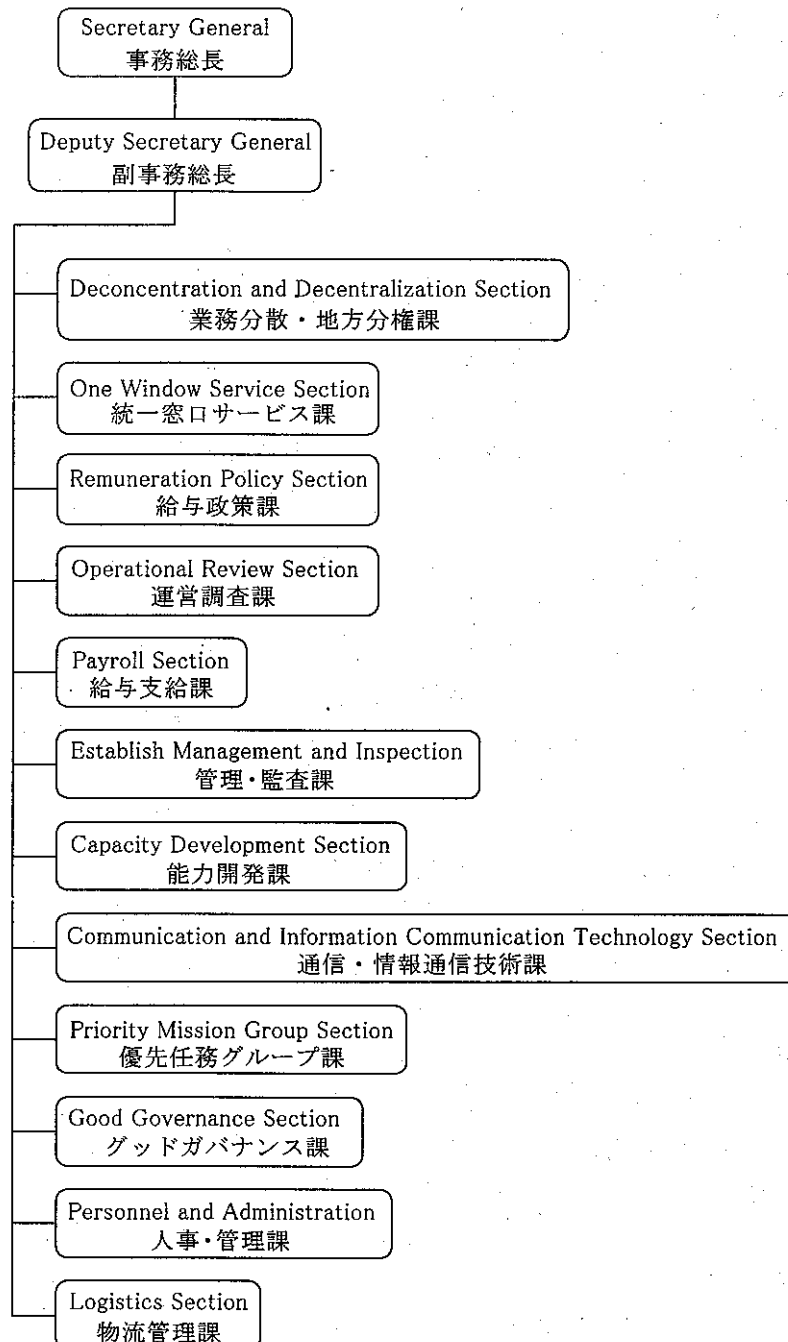 Secretary General
事務総長
Deputy Secretary General
副事務総長
Deconcentration and Decentralization Section
業務分散・地方分権課
One Window Service Section
統一窓口サービス課
Remuneration Policy Section
給与政策課
Operational Review Section
運営調査課
Payroll Section
給与支給課
Establish Management and Inspection
管理・監査課
Capacity Development Section
能力開発課
Communication and Information Communication Technology Section
通信・情報通信技術課
Priority Mission Group Section
優先任務グループ課
Good Governance Section
グッドガバナンス課
Personnel and Administration
人事・管理課
Logistics Section
物流管理課